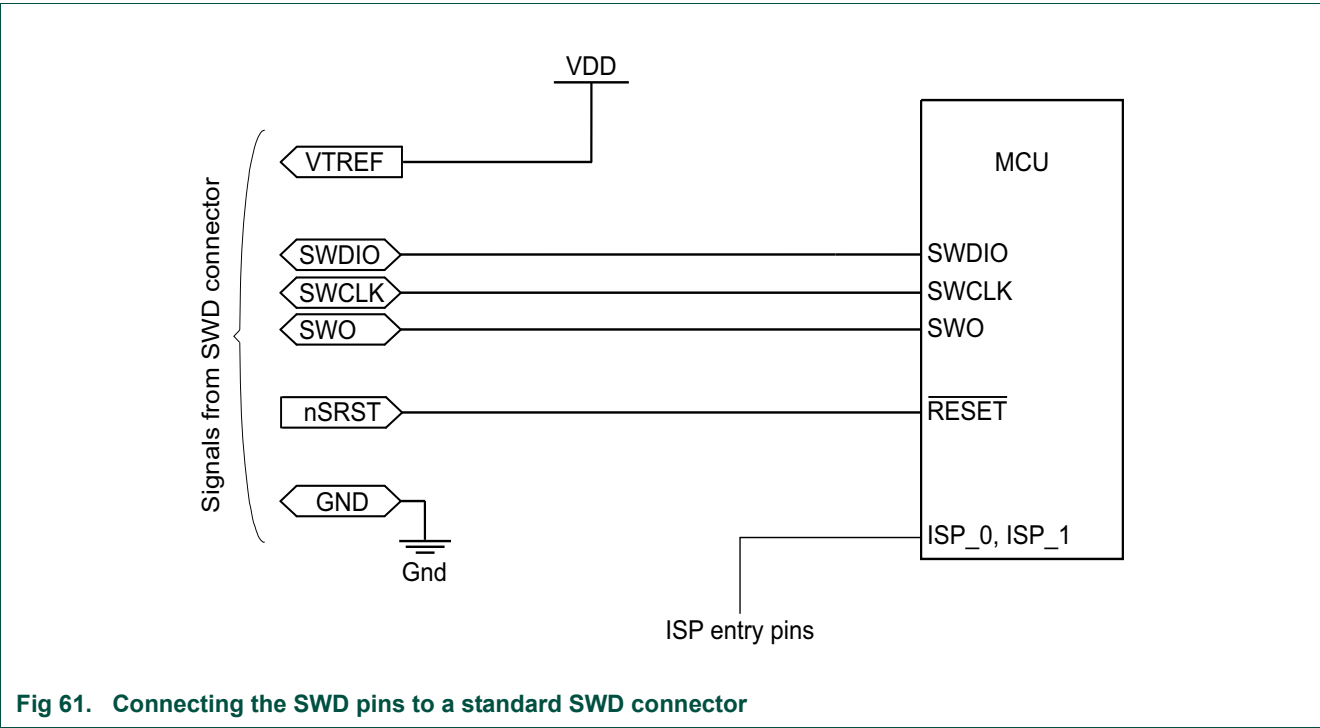 VDD
VTREF
MCU
Signals from SWD connector
SWDIO
SWDIO
SWCLK
SWCLK
SWO
SWO
nSRST
RESET
GND
ISP_0, ISP_1
Gnd
ISP entry pins
Fig 61. Connecting the SWD pins to a standard SWD connector